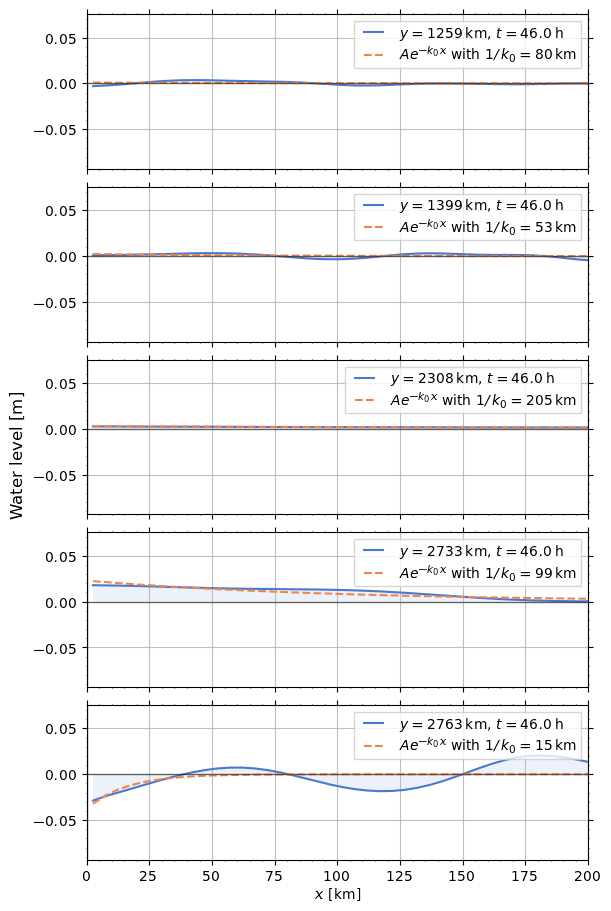 0.05
0.00
−0.05
y = 1259 km, t = 46.0 h
Ae^{−k_0 x} with 1/k_0 = 80 km
0.05
0.00
−0.05
y = 1399 km, t = 46.0 h
Ae^{−k_0 x} with 1/k_0 = 53 km
Water level [m]
0.05
0.00
−0.05
y = 2308 km, t = 46.0 h
Ae^{−k_0 x} with 1/k_0 = 205 km
0.05
0.00
−0.05
y = 2733 km, t = 46.0 h
Ae^{−k_0 x} with 1/k_0 = 99 km
0.05
0.00
−0.05
y = 2763 km, t = 46.0 h
Ae^{−k_0 x} with 1/k_0 = 15 km
0 25 50 75 100 125 150 175 200
x [km]